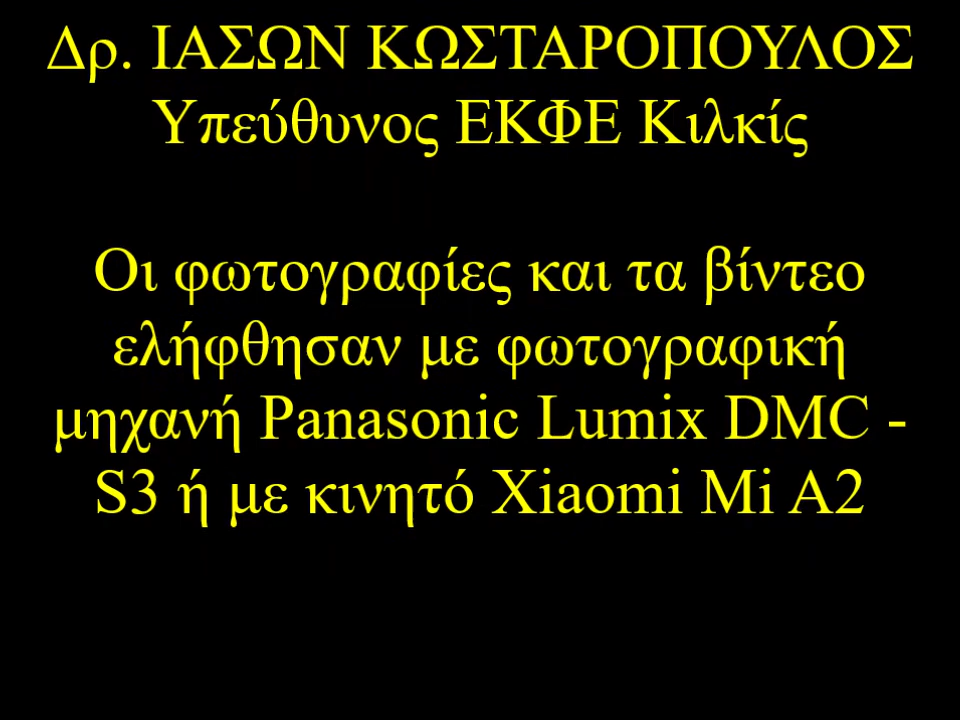 Δρ. ΙΑΣΩΝ ΚΩΣΤΑΡΟΠΟΥΛΟΣ
Υπεύθυνος ΕΚΦΕ Κιλκίς
Οι φωτογραφίες και τα βίντεο
ελήφθησαν με φωτογραφική
μηχανή Panasonic Lumix DMC -
S3 ή με κινητό Xiaomi Mi A2